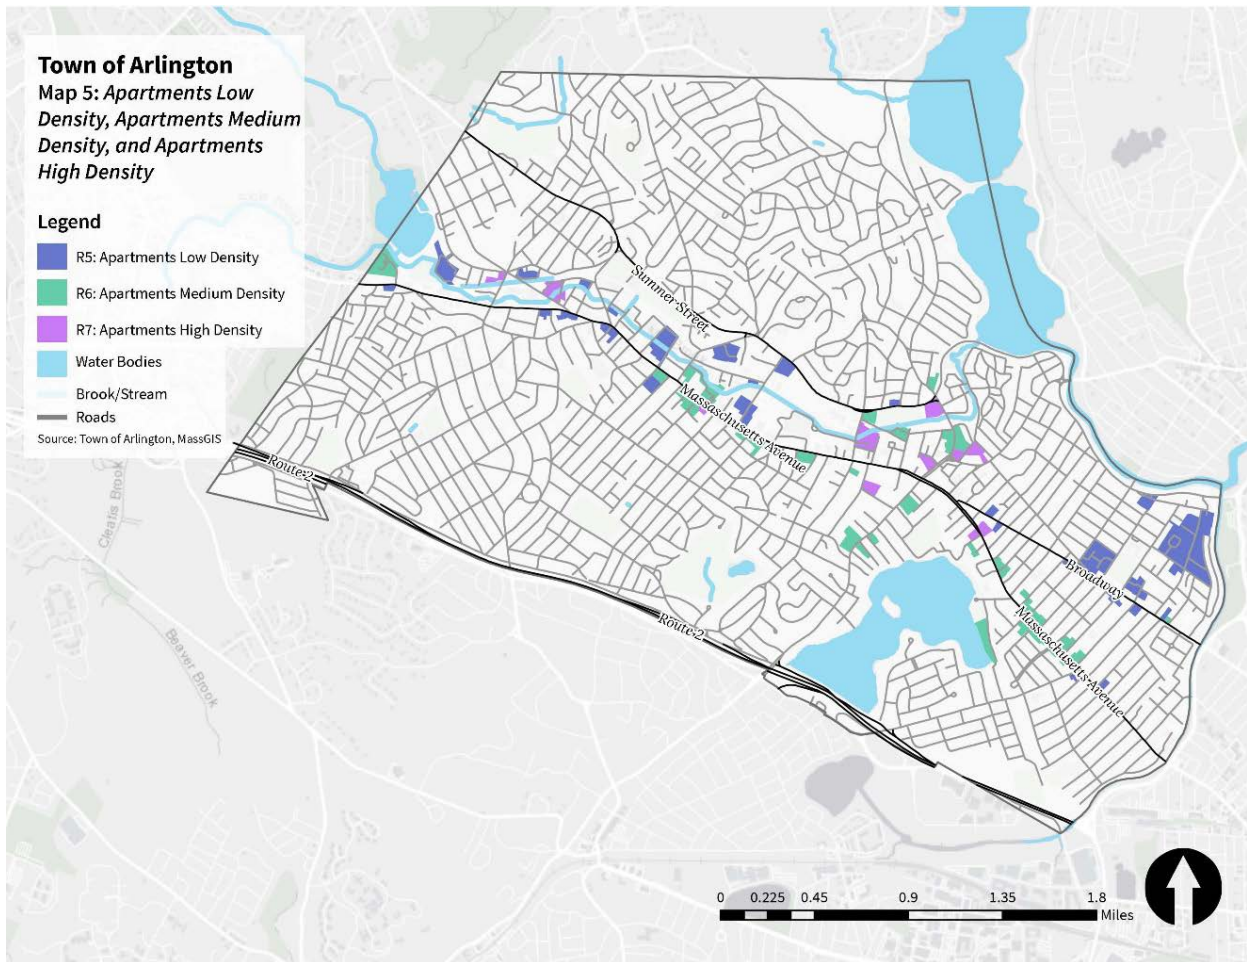 Town of Arlington
Map 5: Apartments Low
Density, Apartments Medium
Density, and Apartments
High Density
Legend
R5: Apartments Low Density
R6: Apartments Medium Density
R7: Apartments High Density
Water Bodies
Brook/Stream
Roads
Source: Town of Arlington, MassGIS
Summer Street
Massaschusetts Avenue
Route 2
Cleatis Brook
Broadway
Massaschusetts Avenue
Route 2
Beaver Brook
0 0.225 0.45 0.9 1.35 1.8
Miles